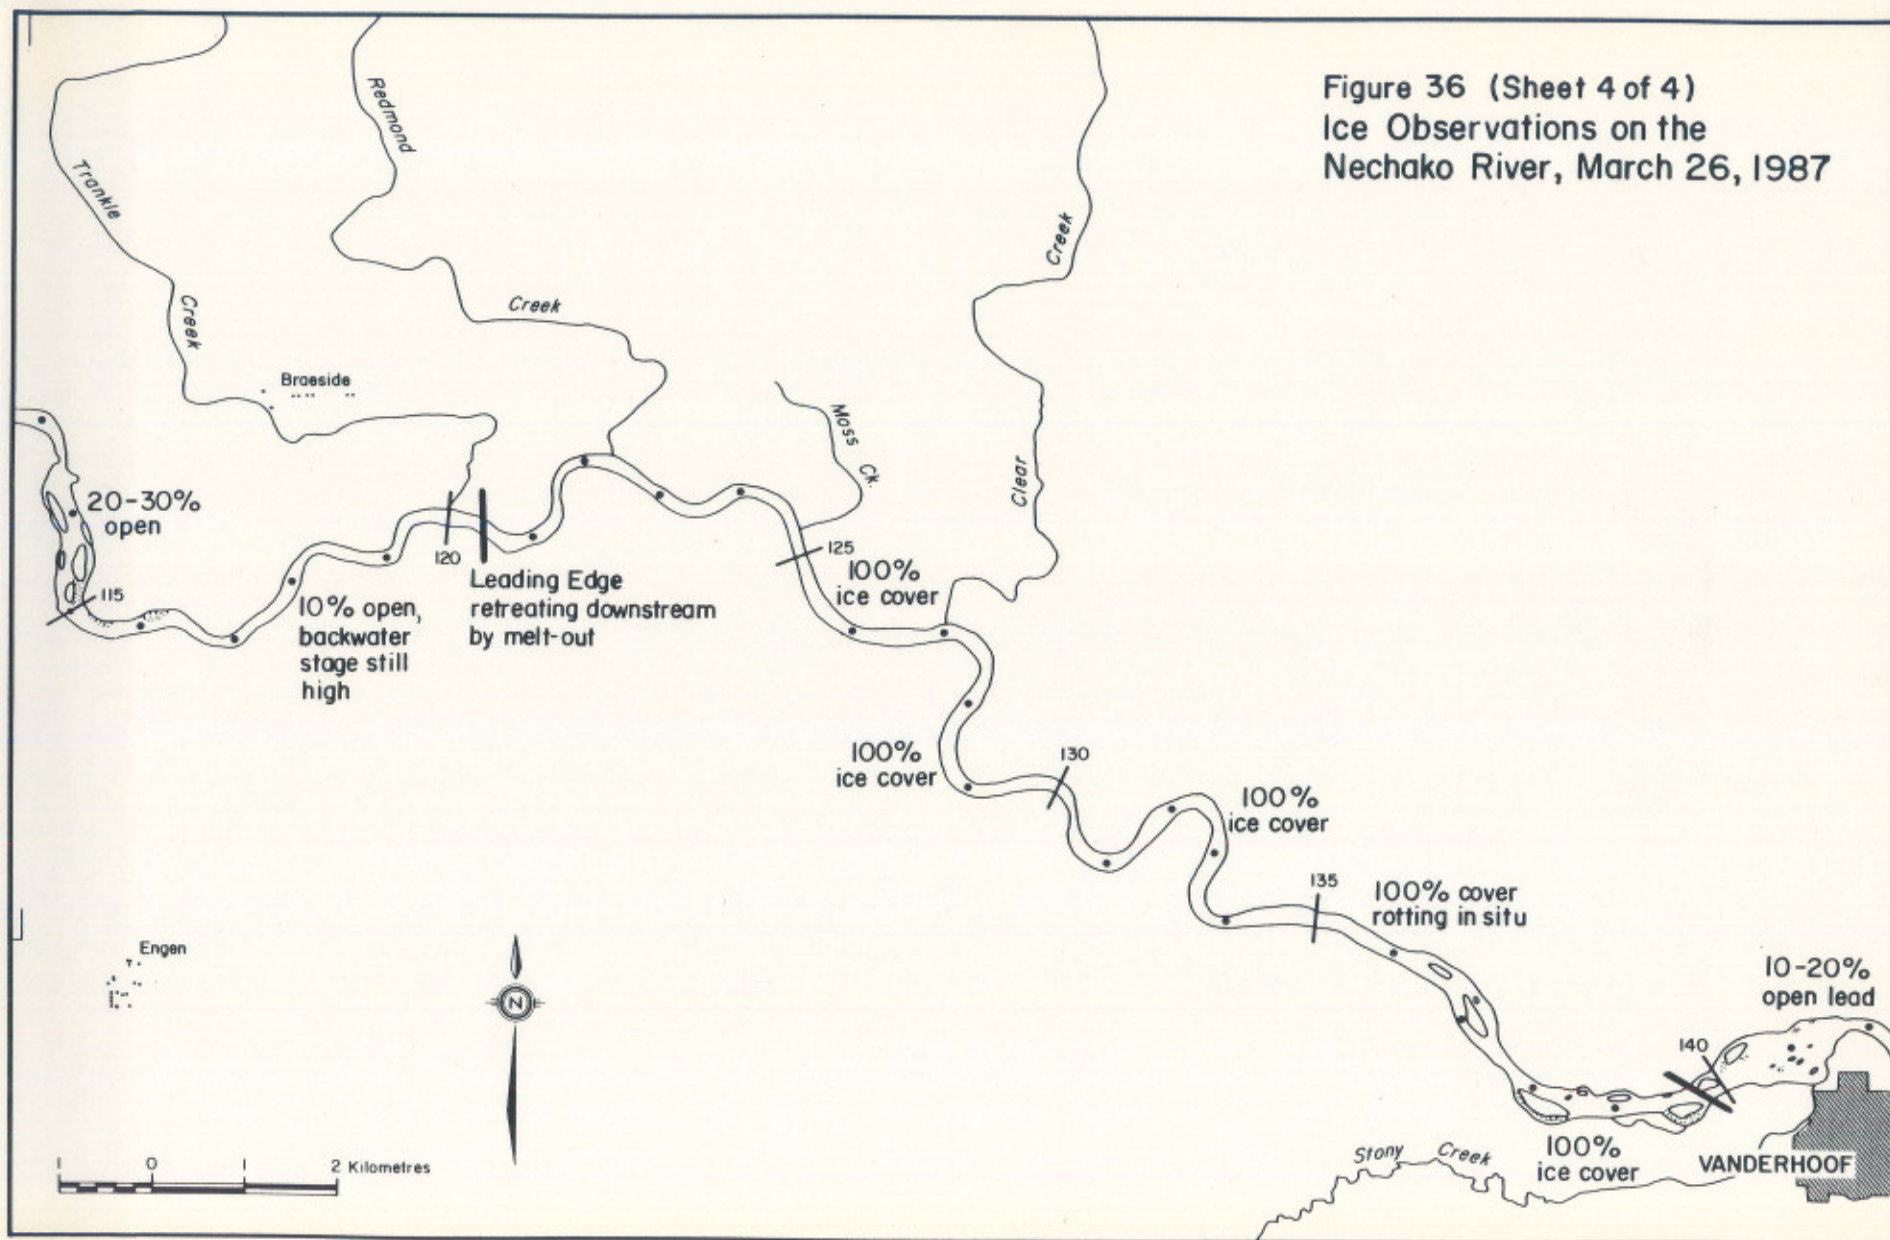 Figure 36 (Sheet 4 of 4)
Ice Observations on the
Nechako River, March 26, 1987
Redmond
Creek
Trankle
Creek
Creek
Clear
Braeside
Moss
Ck.
20-30%
open
115
120
Leading Edge
retreating downstream
by melt-out
10% open,
backwater
stage still
high
125
100%
ice cover
100%
ice cover
130
100%
ice cover
135
100% cover
rotting in situ
10-20%
open lead
140
Engen
N
1 0 1 2 Kilometres
Stony Creek
100%
ice cover
VANDERHOOF